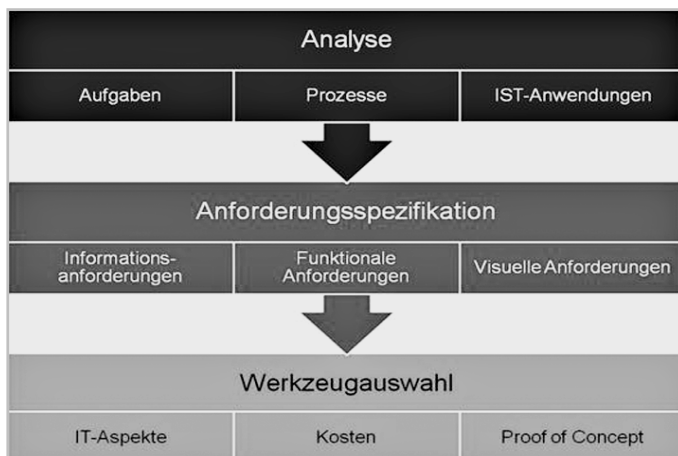 Analyse
Aufgaben
Prozesse
IST-Anwendungen
Anforderungsspezifikation
Informations-
anforderungen
Funktionale
Anforderungen
Visuelle Anforderungen
Werkzeugauswahl
IT-Aspekte
Kosten
Proof of Concept